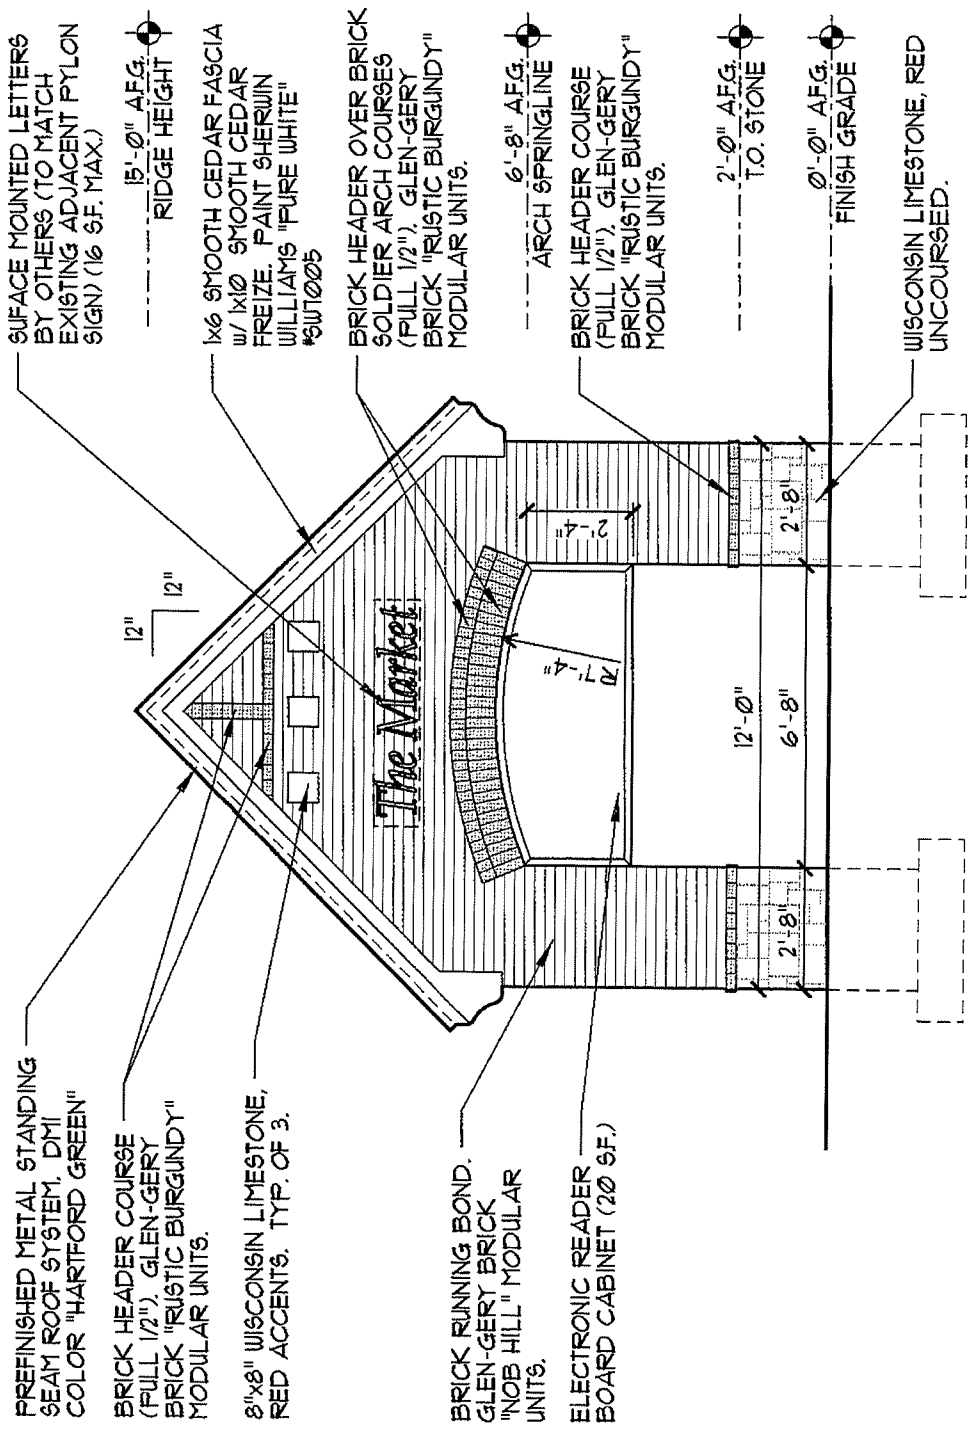 PREFINISHED METAL STANDING
SEAM ROOF SYSTEM, DMI
COLOR "HARTFORD GREEN"
BRICK HEADER COURSE
(PULL 1/2"). GLEN-GERY
BRICK "RUSTIC BURGUNDY"
MODULAR UNITS.
8"x8" WISCONSIN LIMESTONE,
RED ACCENTS. TYP. OF 3.
BRICK RUNNING BOND.
GLEN-GERY BRICK
"NOB HILL" MODULAR
UNITS.
ELECTRONIC READER
BOARD CABINET (20 S.F.)
12"
12"
The Market
R7'-4"
2'-4"
12'-0"
2'-8"
6'-8"
2'-8"
SUFACE MOUNTED LETTERS
BY OTHERS (TO MATCH
EXISTING ADJACENT PYLON
SIGN) (16 S.F. MAX.)
15'-0" A.F.G.
RIDGE HEIGHT
1x6 SMOOTH CEDAR FASCIA
w/ 1x10 SMOOTH CEDAR
FREIZE. PAINT SHERWIN
WILLIAMS "PURE WHITE"
#SW7005
BRICK HEADER OVER BRICK
SOLDIER ARCH COURSES
(PULL 1/2"). GLEN-GERY
BRICK "RUSTIC BURGUNDY"
MODULAR UNITS.
6'-8" A.F.G.
ARCH SPRINGLINE
BRICK HEADER COURSE
(PULL 1/2"). GLEN-GERY
BRICK "RUSTIC BURGUNDY"
MODULAR UNITS.
2'-0" A.F.G.
T.O. STONE
0'-0" A.F.G.
FINISH GRADE
WISCONSIN LIMESTONE, RED
UNCOURSED.